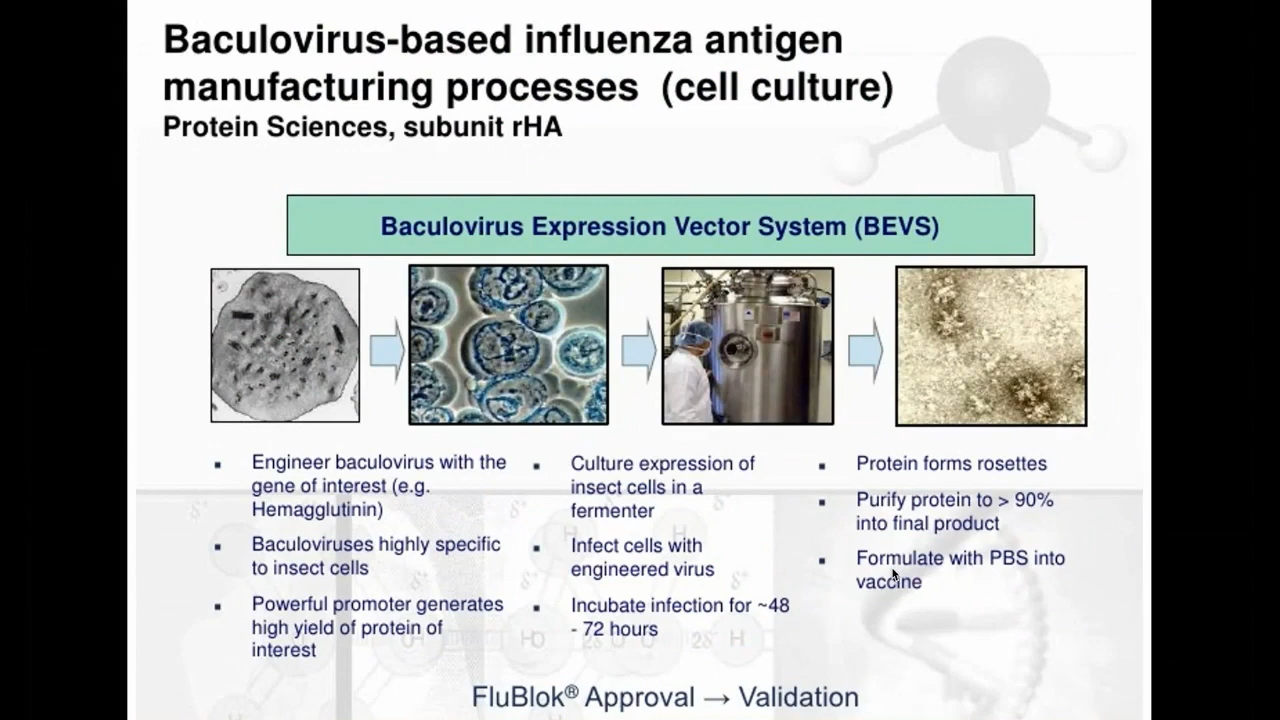 Baculovirus-based influenza antigen
manufacturing processes (cell culture)
Protein Sciences, subunit rHA
Baculovirus Expression Vector System (BEVS)
▪ Engineer baculovirus with the
gene of interest (e.g.
Hemagglutinin)
▪ Baculoviruses highly specific
to insect cells
▪ Powerful promoter generates
high yield of protein of
interest
▪ Culture expression of
insect cells in a
fermenter
▪ Infect cells with
engineered virus
▪ Incubate infection for ~48
- 72 hours
▪ Protein forms rosettes
▪ Purify protein to > 90%
into final product
▪ Formulate with PBS into
vaccine
FluBlok® Approval → Validation